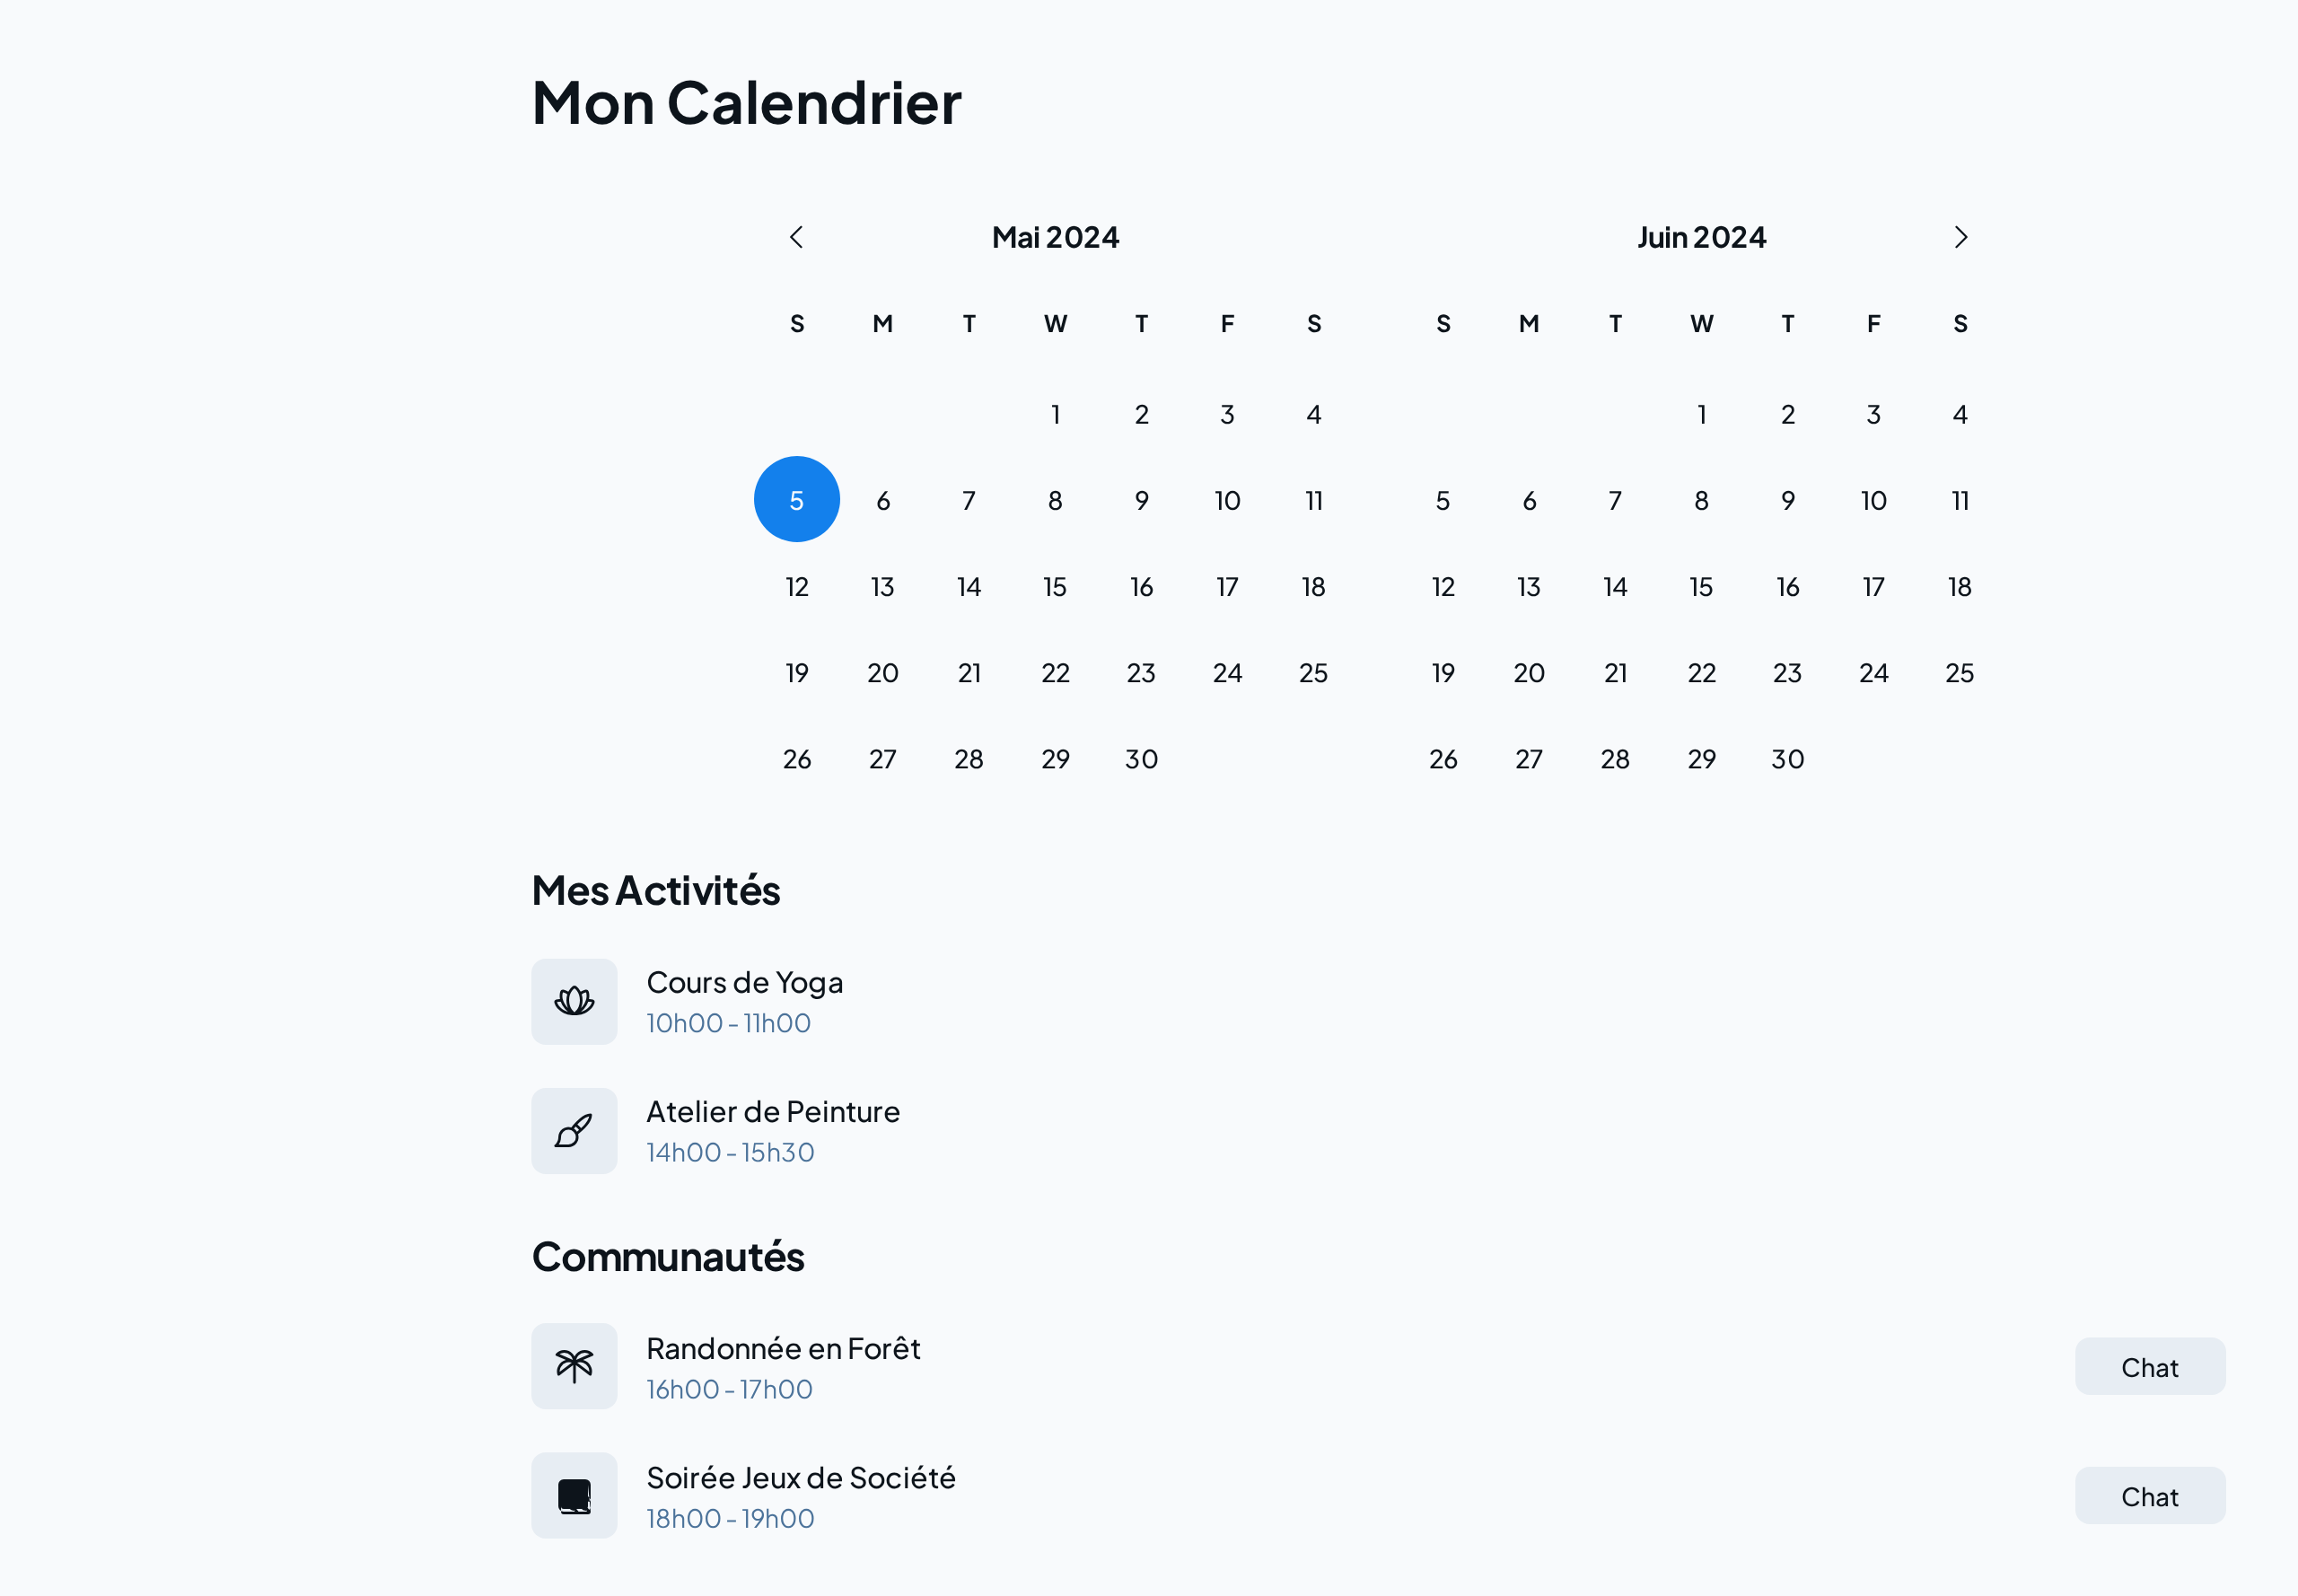 Mon Calendrier
Mai 2024
S M T W T F S
1 2 3 4
5 6 7 8 9 10 11
12 13 14 15 16 17 18
19 20 21 22 23 24 25
26 27 28 29 30
Juin 2024
S M T W T F S
1 2 3 4
5 6 7 8 9 10 11
12 13 14 15 16 17 18
19 20 21 22 23 24 25
26 27 28 29 30
Mes Activités
Cours de Yoga
10h00 - 11h00
Atelier de Peinture
14h00 - 15h30
Communautés
Randonnée en Forêt
16h00 - 17h00
Chat
Soirée Jeux de Société
18h00 - 19h00
Chat